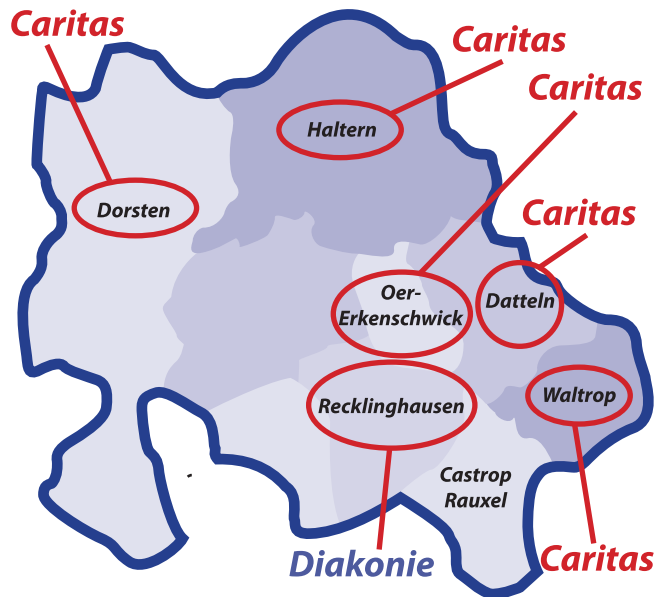 Caritas
Caritas
Caritas
Haltern
Caritas
Dorsten
Oer-
Erkenschwick
Datteln
Recklinghausen
Waltrop
Castrop
Rauxel
Diakonie
Caritas